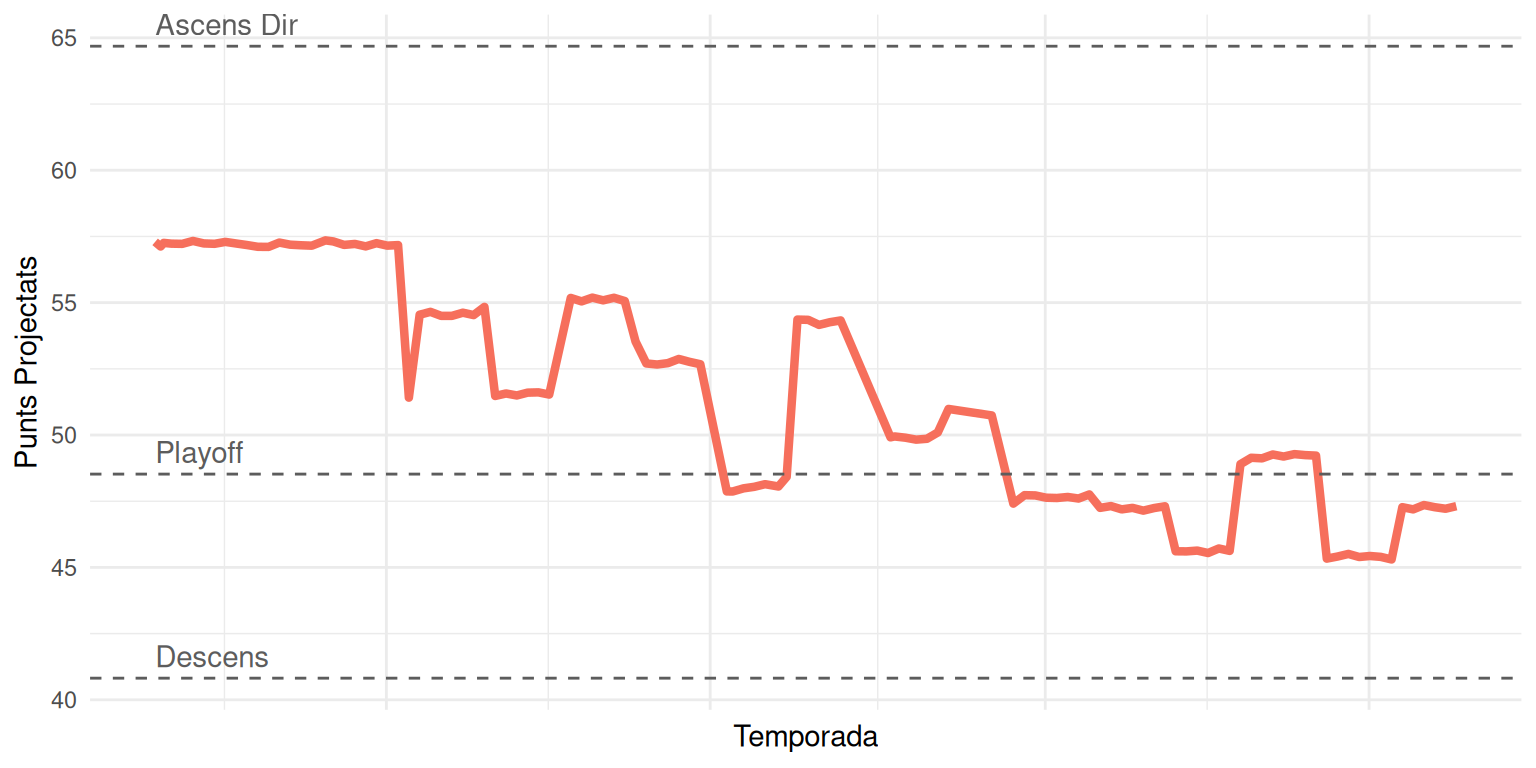 Ascens Dir
65
60
55
Punts Projectats
50
Playoff
45
Descens
40
Temporada